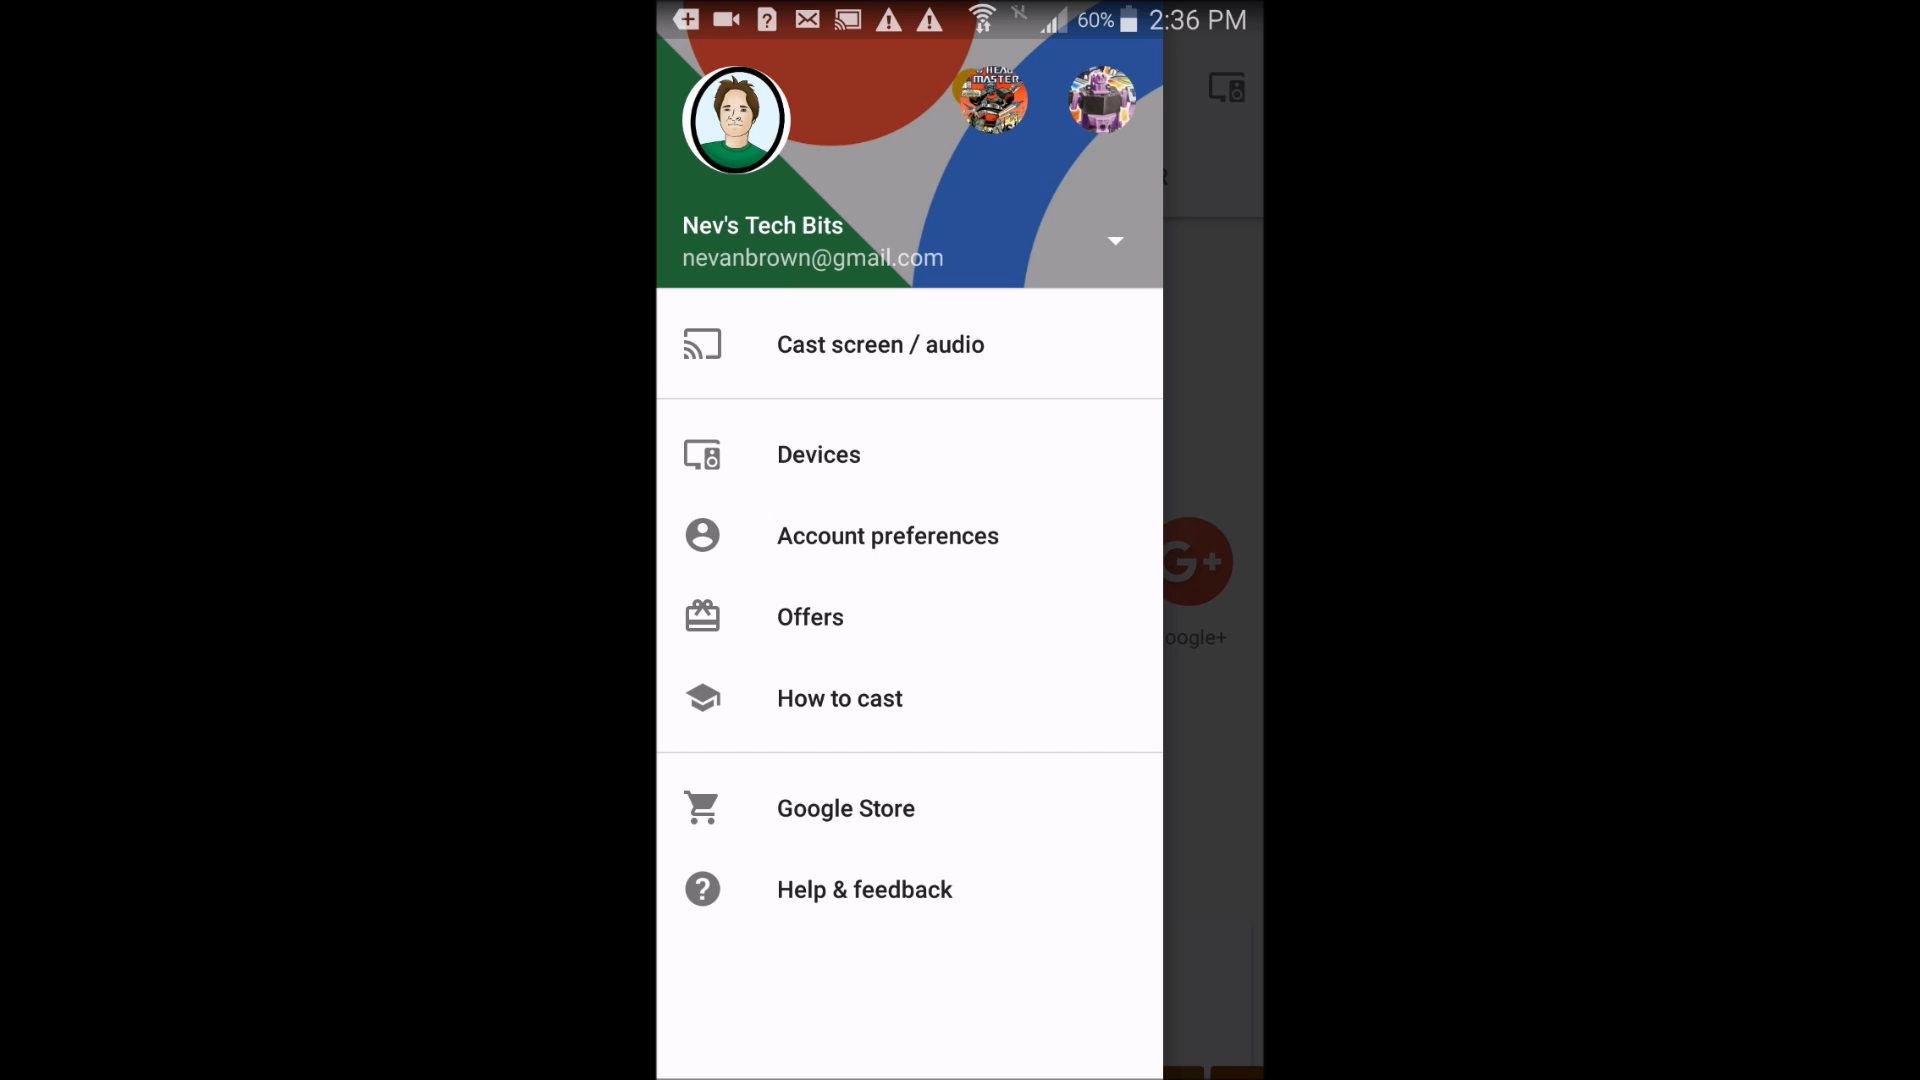 60% 2:36 PM
HEAD
MASTER
Nev's Tech Bits
nevanbrown@gmail.com
Cast screen / audio
Devices
Account preferences
Offers
How to cast
Google Store
Help & feedback
R
G+
oogle+